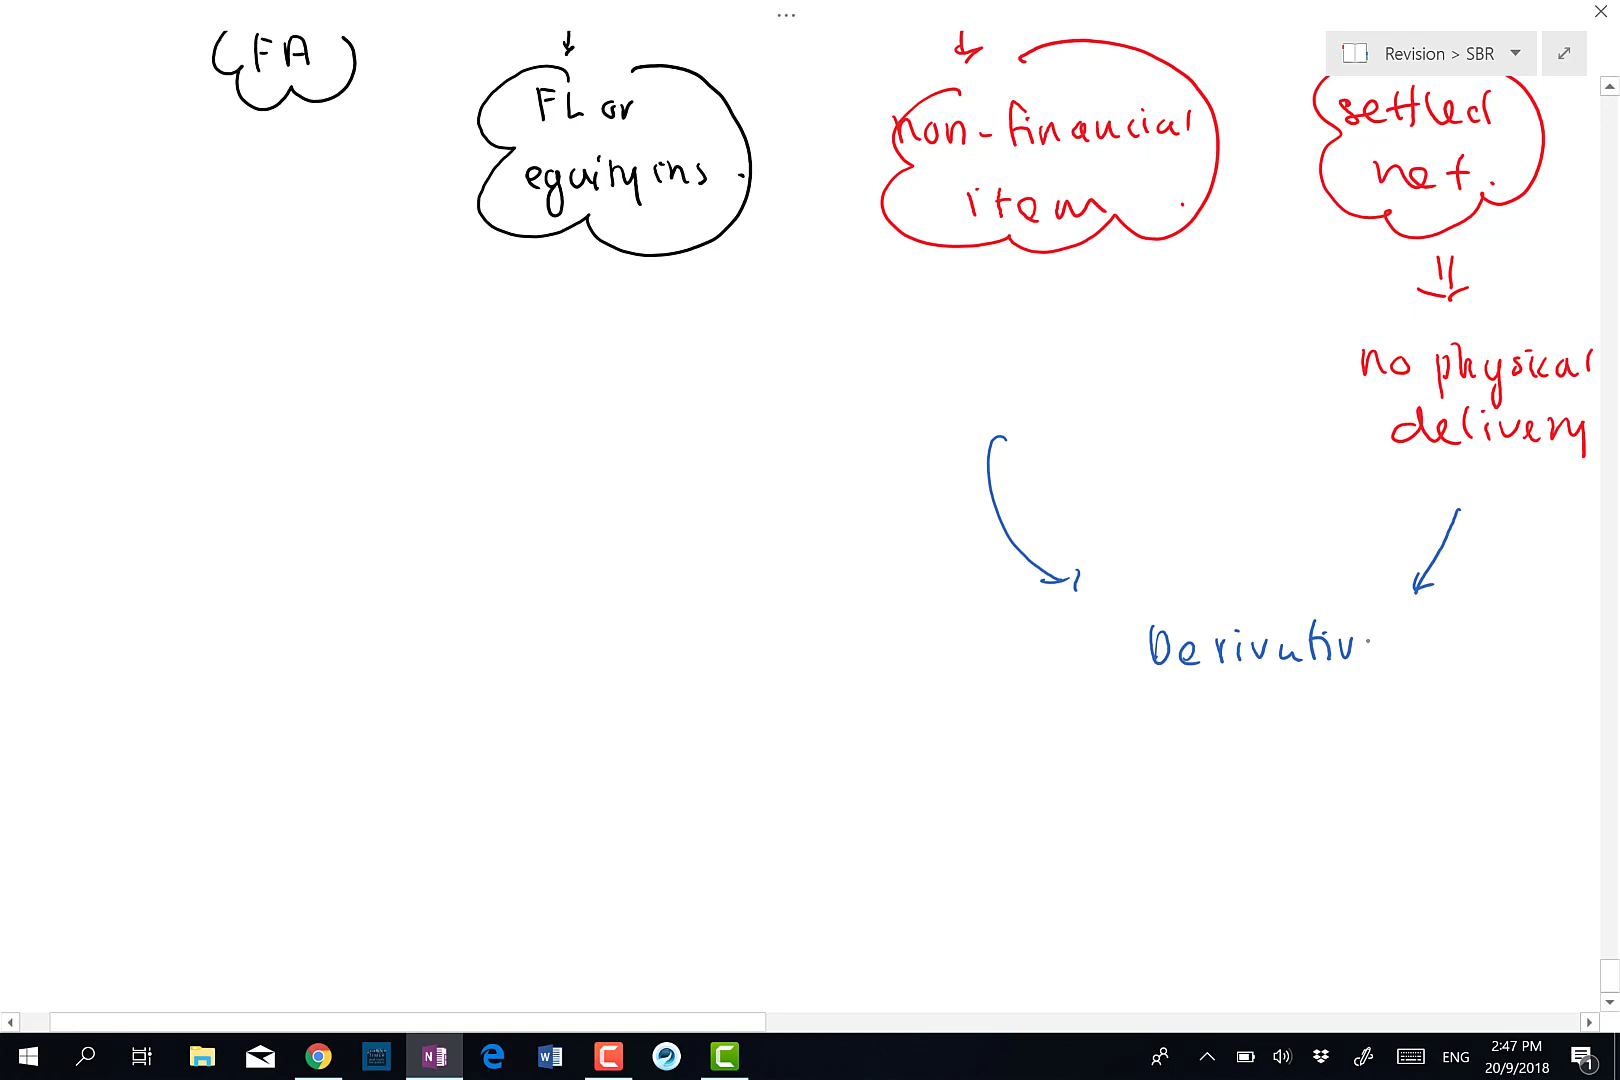 ...
Revision > SBR
FA
FL or
equity ins.
non-financial
item.
settled
net.
no physical
delivery
Derivativ
N
W
ENG
2:47 PM
20/9/2018
1